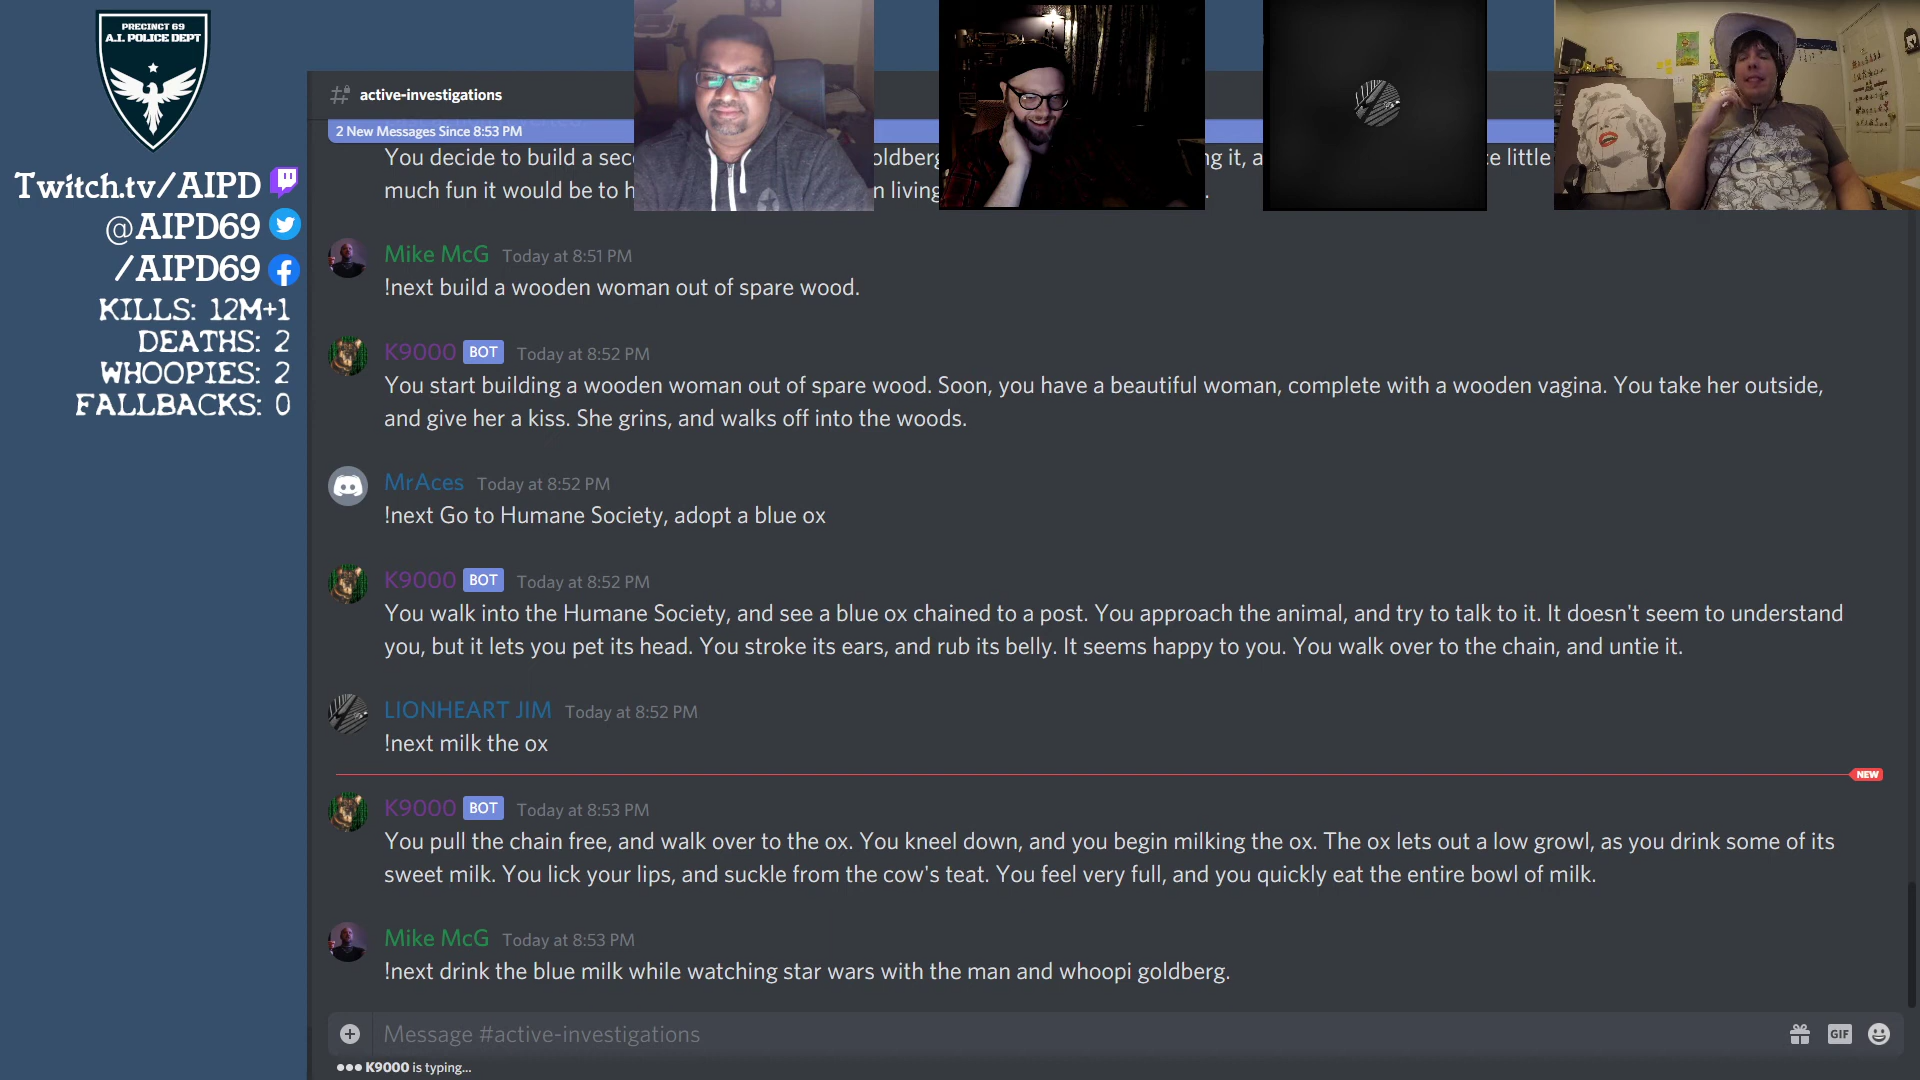 PRECINCT 69
A.I. POLICE DEPT
Twitch.tv/AIPD
@AIPD69
/AIPD69
KILLS: 12M+1
DEATHS: 2
WHOOPIES: 2
FALLBACKS: 0
active-investigations
2 New Messages Since 8:53 PM
You decide to build a sec oldberg ng it, a te little
much fun it would be to h n living .
Mike McG Today at 8:51 PM
!next build a wooden woman out of spare wood.
K9000 BOT Today at 8:52 PM
You start building a wooden woman out of spare wood. Soon, you have a beautiful woman, complete with a wooden vagina. You take her outside,
and give her a kiss. She grins, and walks off into the woods.
MrAces Today at 8:52 PM
!next Go to Humane Society, adopt a blue ox
K9000 BOT Today at 8:52 PM
You walk into the Humane Society, and see a blue ox chained to a post. You approach the animal, and try to talk to it. It doesn't seem to understand
you, but it lets you pet its head. You stroke its ears, and rub its belly. It seems happy to you. You walk over to the chain, and untie it.
LIONHEART JIM Today at 8:52 PM
!next milk the ox
NEW
K9000 BOT Today at 8:53 PM
You pull the chain free, and walk over to the ox. You kneel down, and you begin milking the ox. The ox lets out a low growl, as you drink some of its
sweet milk. You lick your lips, and suckle from the cow's teat. You feel very full, and you quickly eat the entire bowl of milk.
Mike McG Today at 8:53 PM
!next drink the blue milk while watching star wars with the man and whoopi goldberg.
Message #active-investigations
GIF
K9000 is typing...